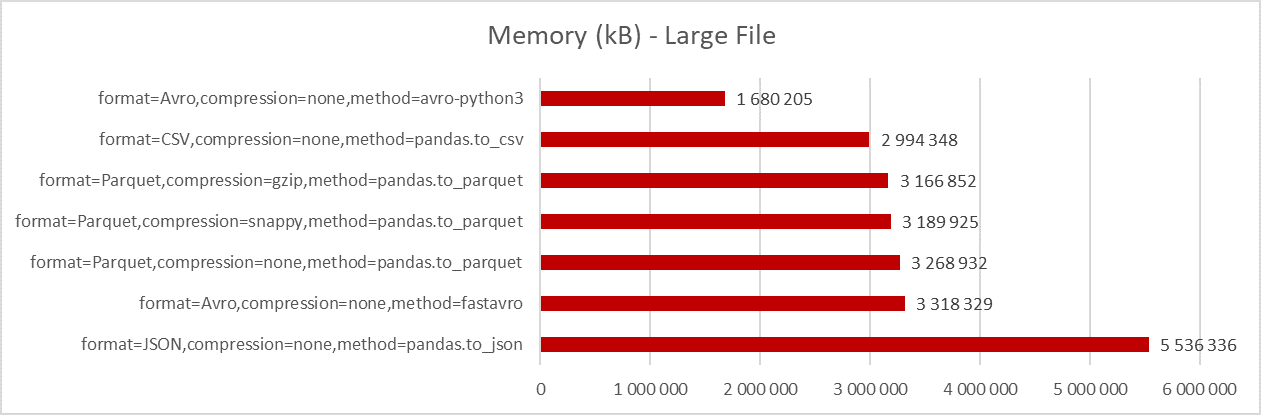 Memory (kB) - Large File
format=Avro,compression=none,method=avro-python3 1 680 205
format=CSV,compression=none,method=pandas.to_csv 2 994 348
format=Parquet,compression=gzip,method=pandas.to_parquet 3 166 852
format=Parquet,compression=snappy,method=pandas.to_parquet 3 189 925
format=Parquet,compression=none,method=pandas.to_parquet 3 268 932
format=Avro,compression=none,method=fastavro 3 318 329
format=JSON,compression=none,method=pandas.to_json 5 536 336
0 1 000 000 2 000 000 3 000 000 4 000 000 5 000 000 6 000 000